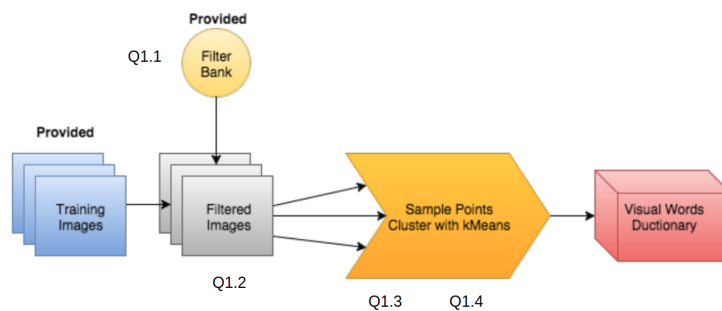 Provided
Q1.1
Filter
Bank
Provided
Training
Images
Filtered
Images
Sample Points
Cluster with kMeans
Visual Words
Ductionary
Q1.2
Q1.3
Q1.4